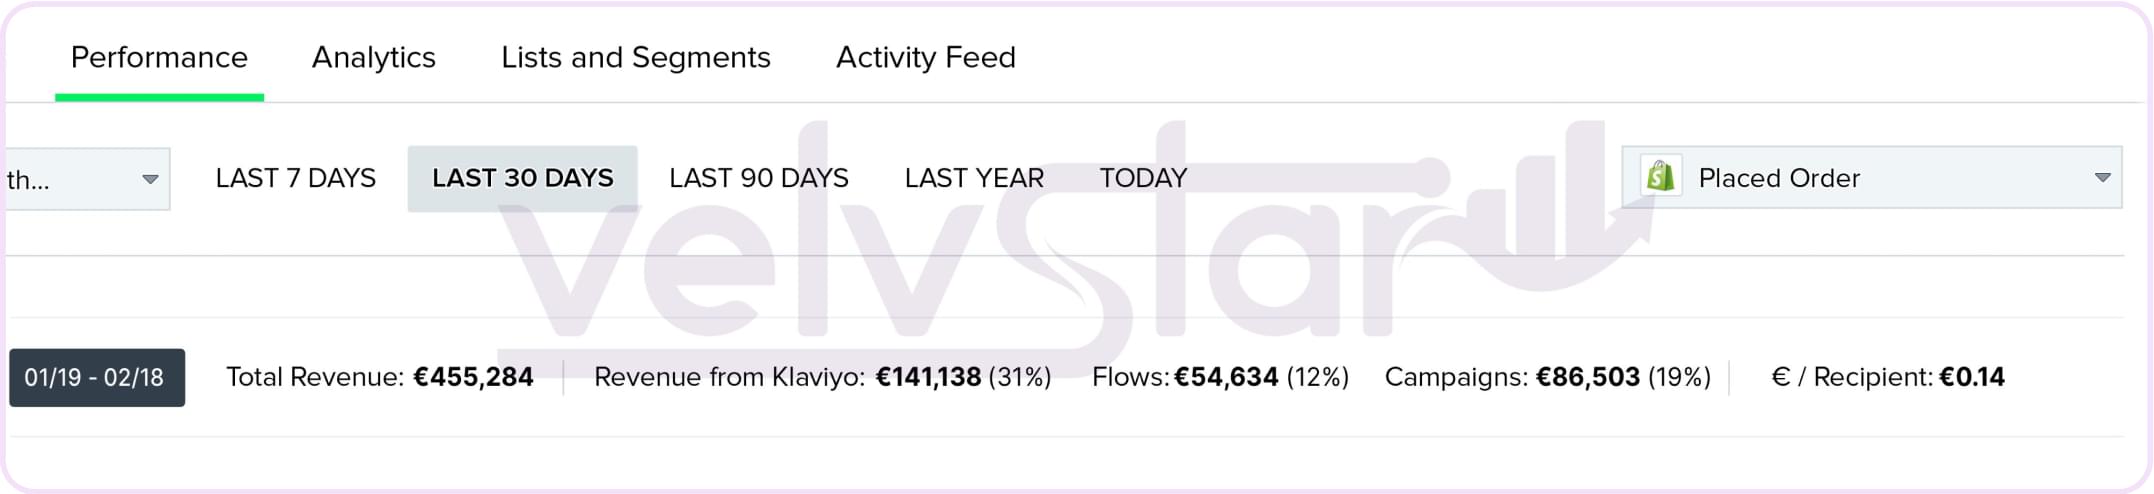 Performance Analytics Lists and Segments Activity Feed
th... LAST 7 DAYS LAST 30 DAYS LAST 90 DAYS LAST YEAR TODAY Placed Order
velvstar
01/19 - 02/18 Total Revenue: €455,284 Revenue from Klaviyo: €141,138 (31%) Flows: €54,634 (12%) Campaigns: €86,503 (19%) € / Recipient: €0.14